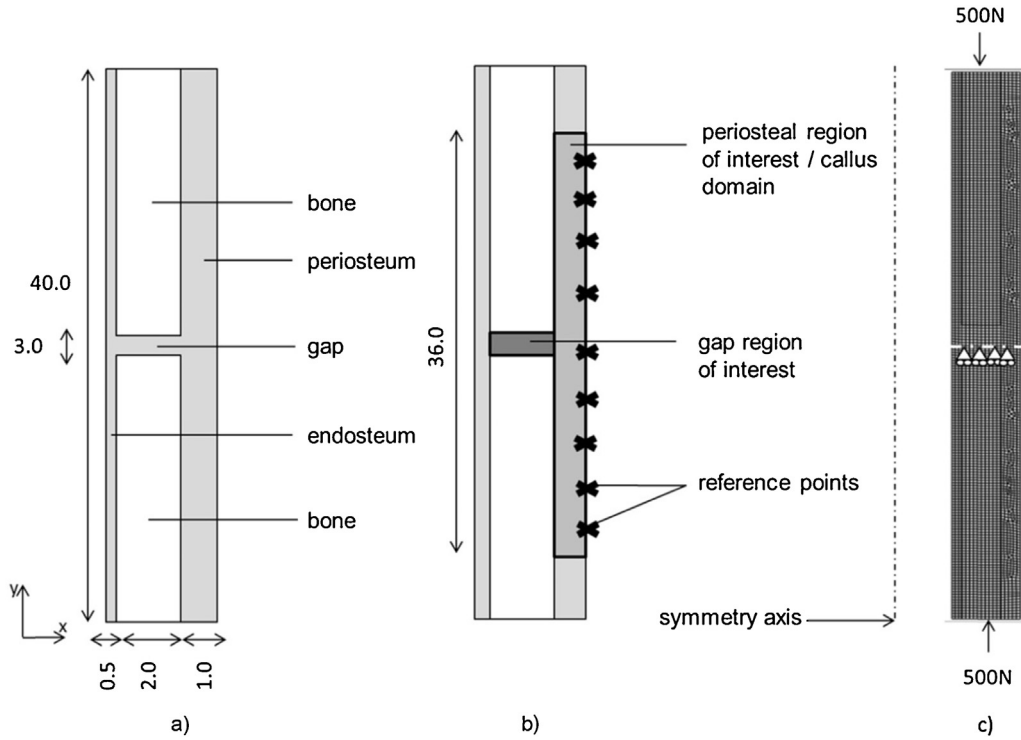 500N
bone
periosteum
40.0
3.0
gap
endosteum
bone
y
x
0.5
2.0
1.0
a)
periosteal region
of interest / callus
domain
36.0
gap region
of interest
reference points
symmetry axis
b)
500N
c)